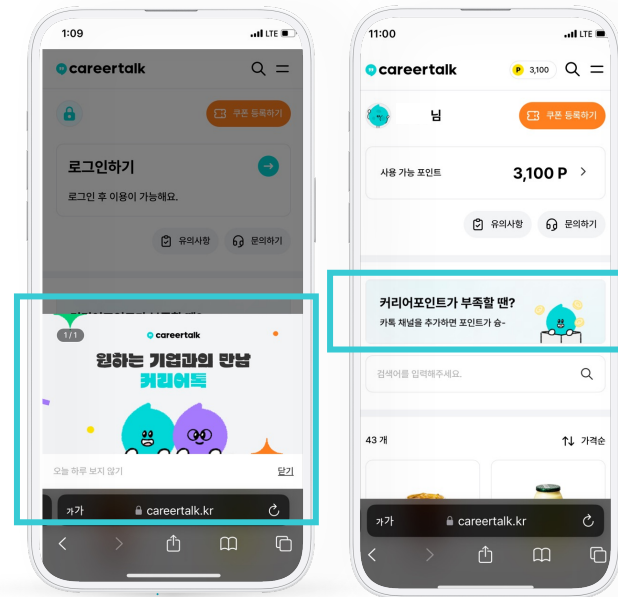 1:09
LTE
careertalk
쿠폰 등록하기
로그인하기
로그인 후 이용이 가능해요.
유의사항
문의하기
1/1
careertalk
원하는 기업과의 만남
커리어톡
오늘 하루 보지 않기
닫기
가가
careertalk.kr
11:00
LTE
careertalk
P 3,100
님
쿠폰 등록하기
사용 가능 포인트
3,100 P
유의사항
문의하기
커리어포인트가 부족할 땐?
카톡 채널을 추가하면 포인트가 슝~
검색어를 입력해주세요.
43 개
가격순
가가
careertalk.kr